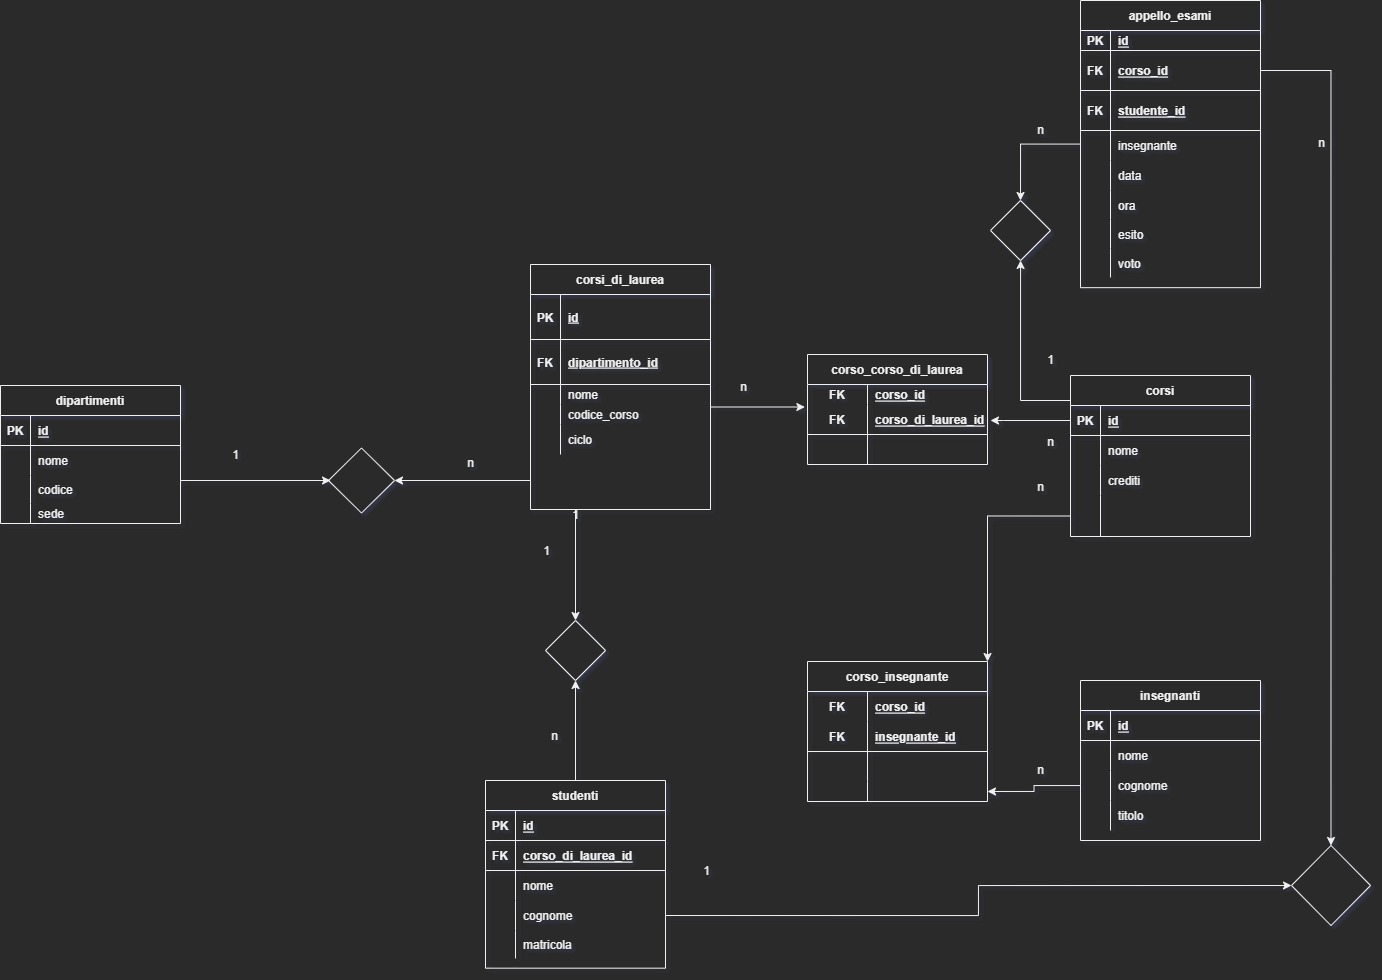 appello_esami
PK id
FK corso_id
FK studente_id
insegnante
data
ora
esito
voto
n
n
corsi_di_laurea
PK id
FK dipartimento_id
nome
codice_corso
ciclo
corso_corso_di_laurea
FK corso_id
FK corso_di_laurea_id
n
1
corsi
PK id
nome
crediti
n
n
dipartimenti
PK id
nome
codice
sede
1
n
1
1
n
corso_insegnante
FK corso_id
FK insegnante_id
n
insegnanti
PK id
nome
cognome
titolo
studenti
PK id
FK corso_di_laurea_id
nome
cognome
matricola
1